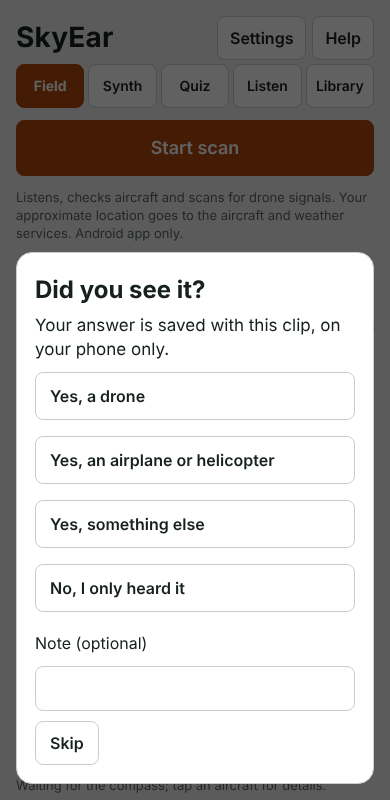 SkyEar
Settings
Help
Field
Synth
Quiz
Listen
Library
Start scan
Listens, checks aircraft and scans for drone signals. Your
approximate location goes to the aircraft and weather
services. Android app only.
Did you see it?
Your answer is saved with this clip, on
your phone only.
Yes, a drone
Yes, an airplane or helicopter
Yes, something else
No, I only heard it
Note (optional)
Skip
Waiting for the compass; tap an aircraft for details.